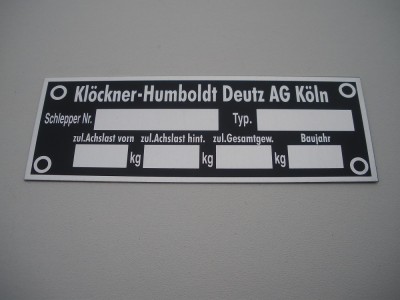 Klöckner-Humboldt Deutz AG Köln
Schlepper Nr. Typ.
zul.Achslast vorn zul.Achslast hint. zul.Gesamtgew. Baujahr
kg kg kg